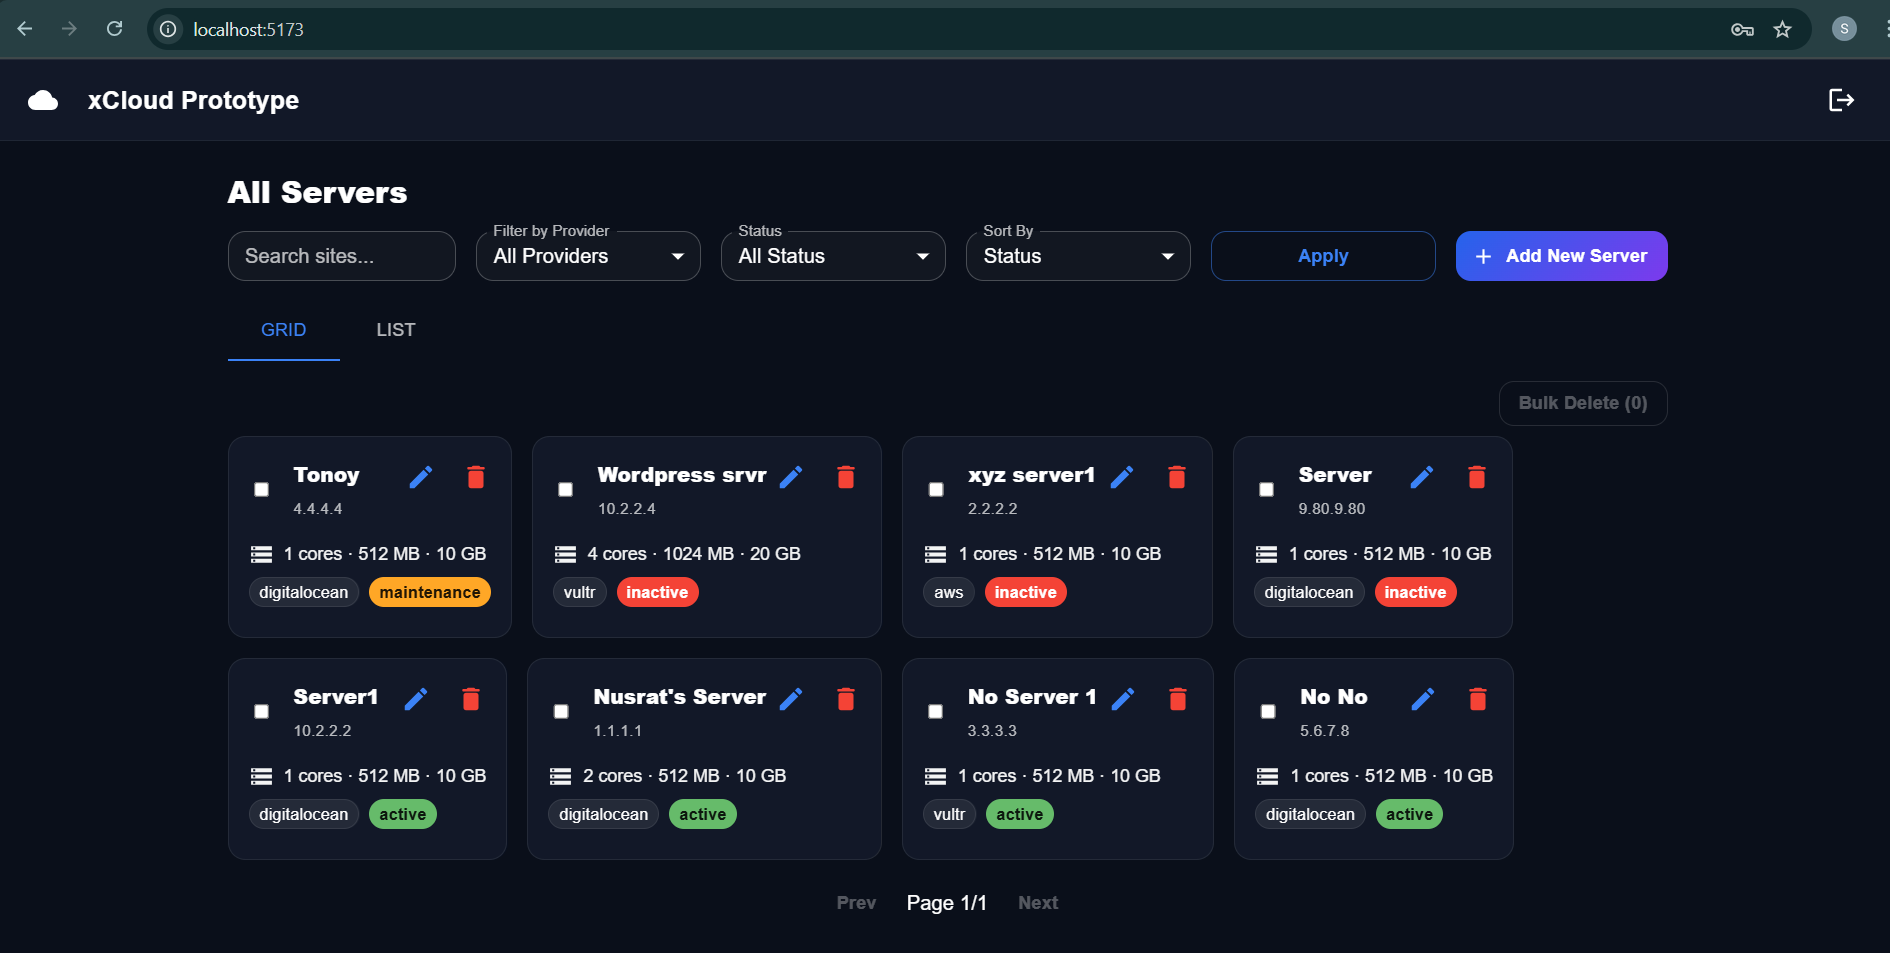 localhost:5173
S
xCloud Prototype
All Servers
Search sites...
Filter by Provider
All Providers
Status
All Status
Sort By
Status
Apply
+ Add New Server
GRID LIST
Bulk Delete (0)
Tonoy
4.4.4.4
1 cores · 512 MB · 10 GB
digitalocean maintenance
Wordpress srvr
10.2.2.4
4 cores · 1024 MB · 20 GB
vultr inactive
xyz server1
2.2.2.2
1 cores · 512 MB · 10 GB
aws inactive
Server
9.80.9.80
1 cores · 512 MB · 10 GB
digitalocean inactive
Server1
10.2.2.2
1 cores · 512 MB · 10 GB
digitalocean active
Nusrat's Server
1.1.1.1
2 cores · 512 MB · 10 GB
digitalocean active
No Server 1
3.3.3.3
1 cores · 512 MB · 10 GB
vultr active
No No
5.6.7.8
1 cores · 512 MB · 10 GB
digitalocean active
Prev Page 1/1 Next